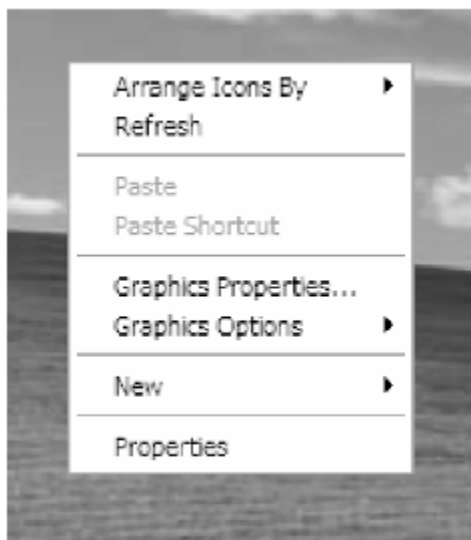 Arrange Icons By
Refresh
Paste
Paste Shortcut
Graphics Properties...
Graphics Options
New
Properties